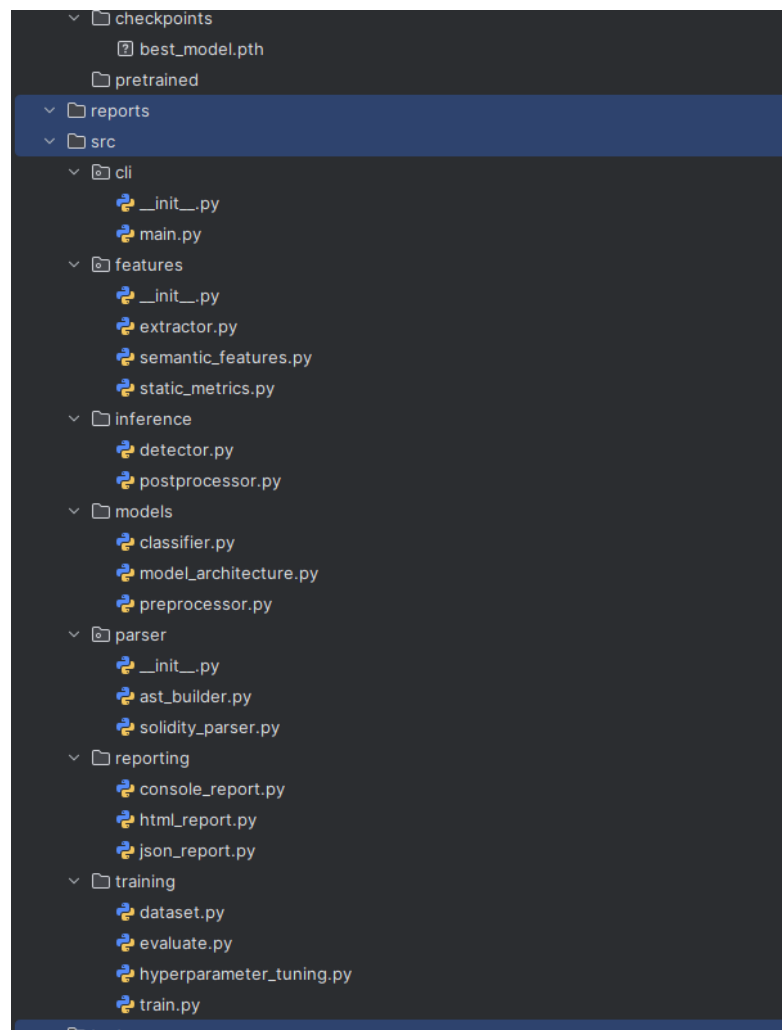 checkpoints
best_model.pth
pretrained
reports
src
cli
__init__.py
main.py
features
__init__.py
extractor.py
semantic_features.py
static_metrics.py
inference
detector.py
postprocessor.py
models
classifier.py
model_architecture.py
preprocessor.py
parser
__init__.py
ast_builder.py
solidity_parser.py
reporting
console_report.py
html_report.py
json_report.py
training
dataset.py
evaluate.py
hyperparameter_tuning.py
train.py